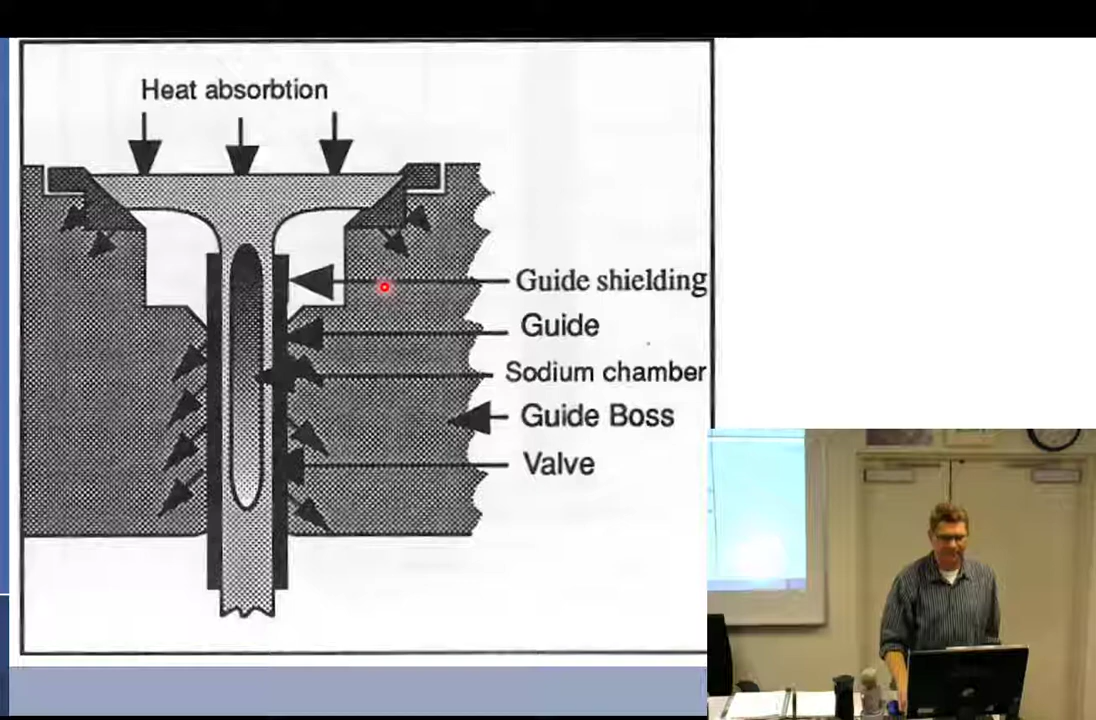 Heat absorbtion
Guide shielding
Guide
Sodium chamber
Guide Boss
Valve